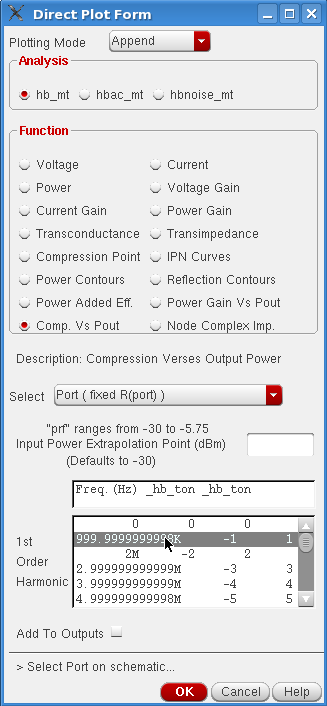 Direct Plot Form
Plotting Mode Append
Analysis
hb_mt hbac_mt hbnoise_mt
Function
Voltage Current
Power Voltage Gain
Current Gain Power Gain
Transconductance Transimpedance
Compression Point IPN Curves
Power Contours Reflection Contours
Power Added Eff. Power Gain Vs Pout
Comp. Vs Pout Node Complex Imp.
Description: Compression Verses Output Power
Select Port ( fixed R(port) )
"prf" ranges from -30 to -5.75
Input Power Extrapolation Point (dBm)
(Defaults to -30)
Freq. (Hz) _hb_ton _hb_ton
1st
Order
Harmonic
0 0 0
999.9999999999K -1 1
2M -2 2
2.999999999999M -3 3
3.999999999999M -4 4
4.999999999998M -5 5
Add To Outputs
> Select Port on schematic...
OK Cancel Help